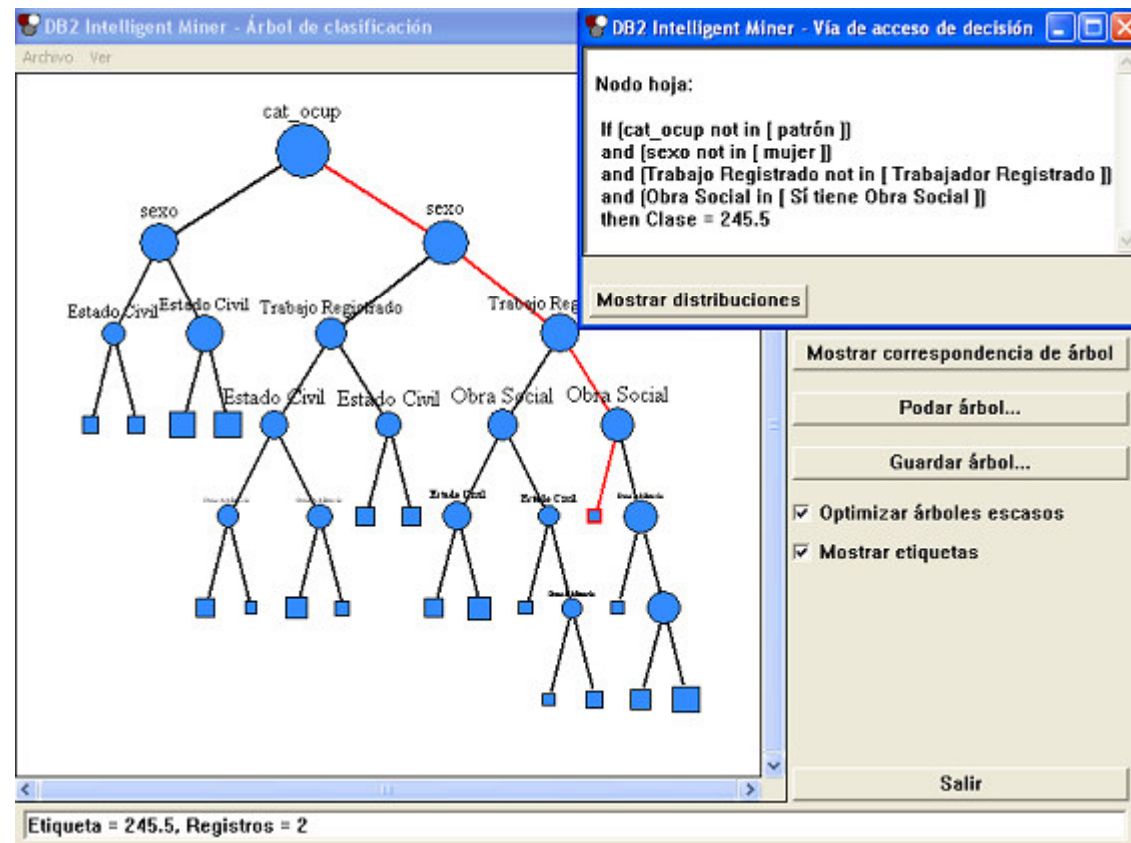 DB2 Intelligent Miner - Árbol de clasificación
DB2 Intelligent Miner - Vía de acceso de decisión
Archivo Ver
Nodo hoja:
If (cat_ocup not in [ patrón ])
and (sexo not in [ mujer ])
and (Trabajo Registrado not in [ Trabajador Registrado ])
and (Obra Social in [ Sí tiene Obra Social ])
then Clase = 245.5
Mostrar distribuciones
cat_ocup
sexo
sexo
Estado Civil
Estado Civil
Trabajo Registrado
Trabajo Reg
Estado Civil
Estado Civil
Obra Social
Obra Social
Estado Civil
Estado Civil
Mostrar correspondencia de árbol
Podar árbol...
Guardar árbol...
Optimizar árboles escasos
Mostrar etiquetas
Salir
Etiqueta = 245.5, Registros = 2